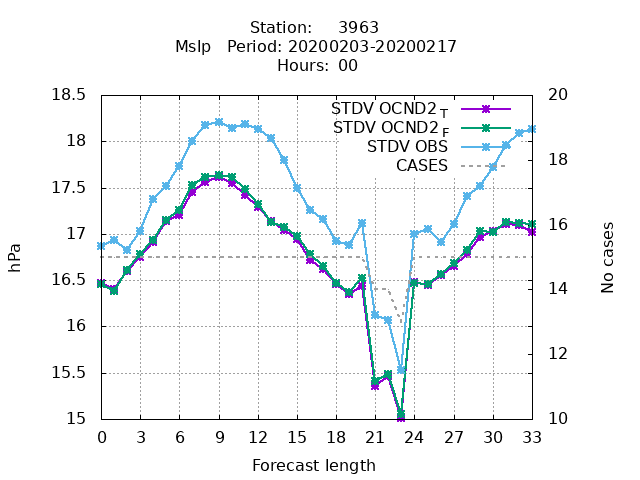 Station: 3963
Mslp Period: 20200203-20200217
Hours: 00
18.5
18
17.5
17
16.5
16
15.5
15
20
18
16
14
12
10
STDV OCND2 T
STDV OCND2 F
STDV OBS
CASES
hPa
No cases
0 3 6 9 12 15 18 21 24 27 30 33
Forecast length